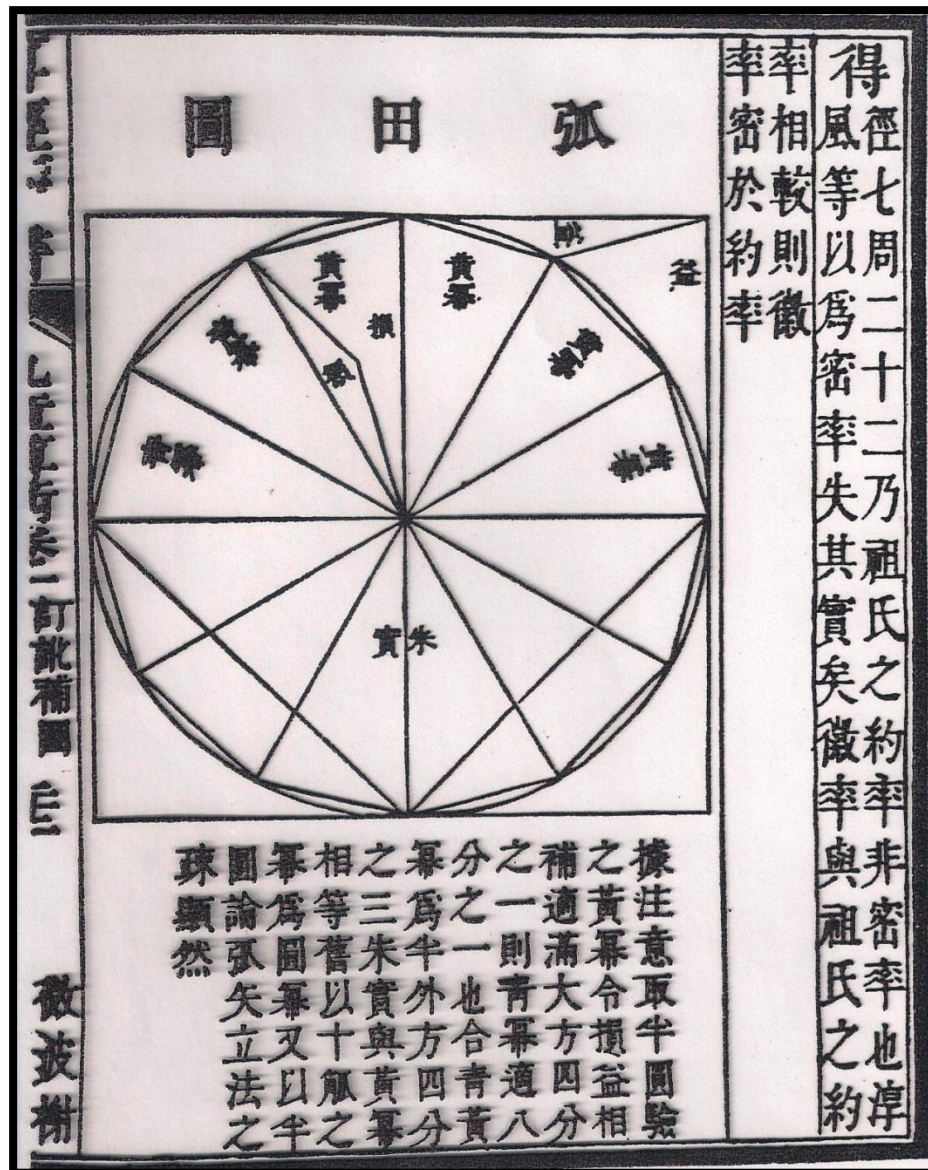 得
徑七周二十二乃祖氏之約率非密率也淳
風等以爲密率失其實矣徽率與祖氏之約
率相較則徽
率密於約率
弧田圖
益
益
黃冪
黃冪
損
朱實
據注意取半圓驗
之黃冪令損益相
補適滿大方四分
之一則青冪適八
分之一也合青黃
冪爲半外方四分
之三朱實與黃冪
相等舊以十觚之
冪爲圓冪又以半
圓論弧矢立法之
疎顯然
訂訛補圖
微波榭